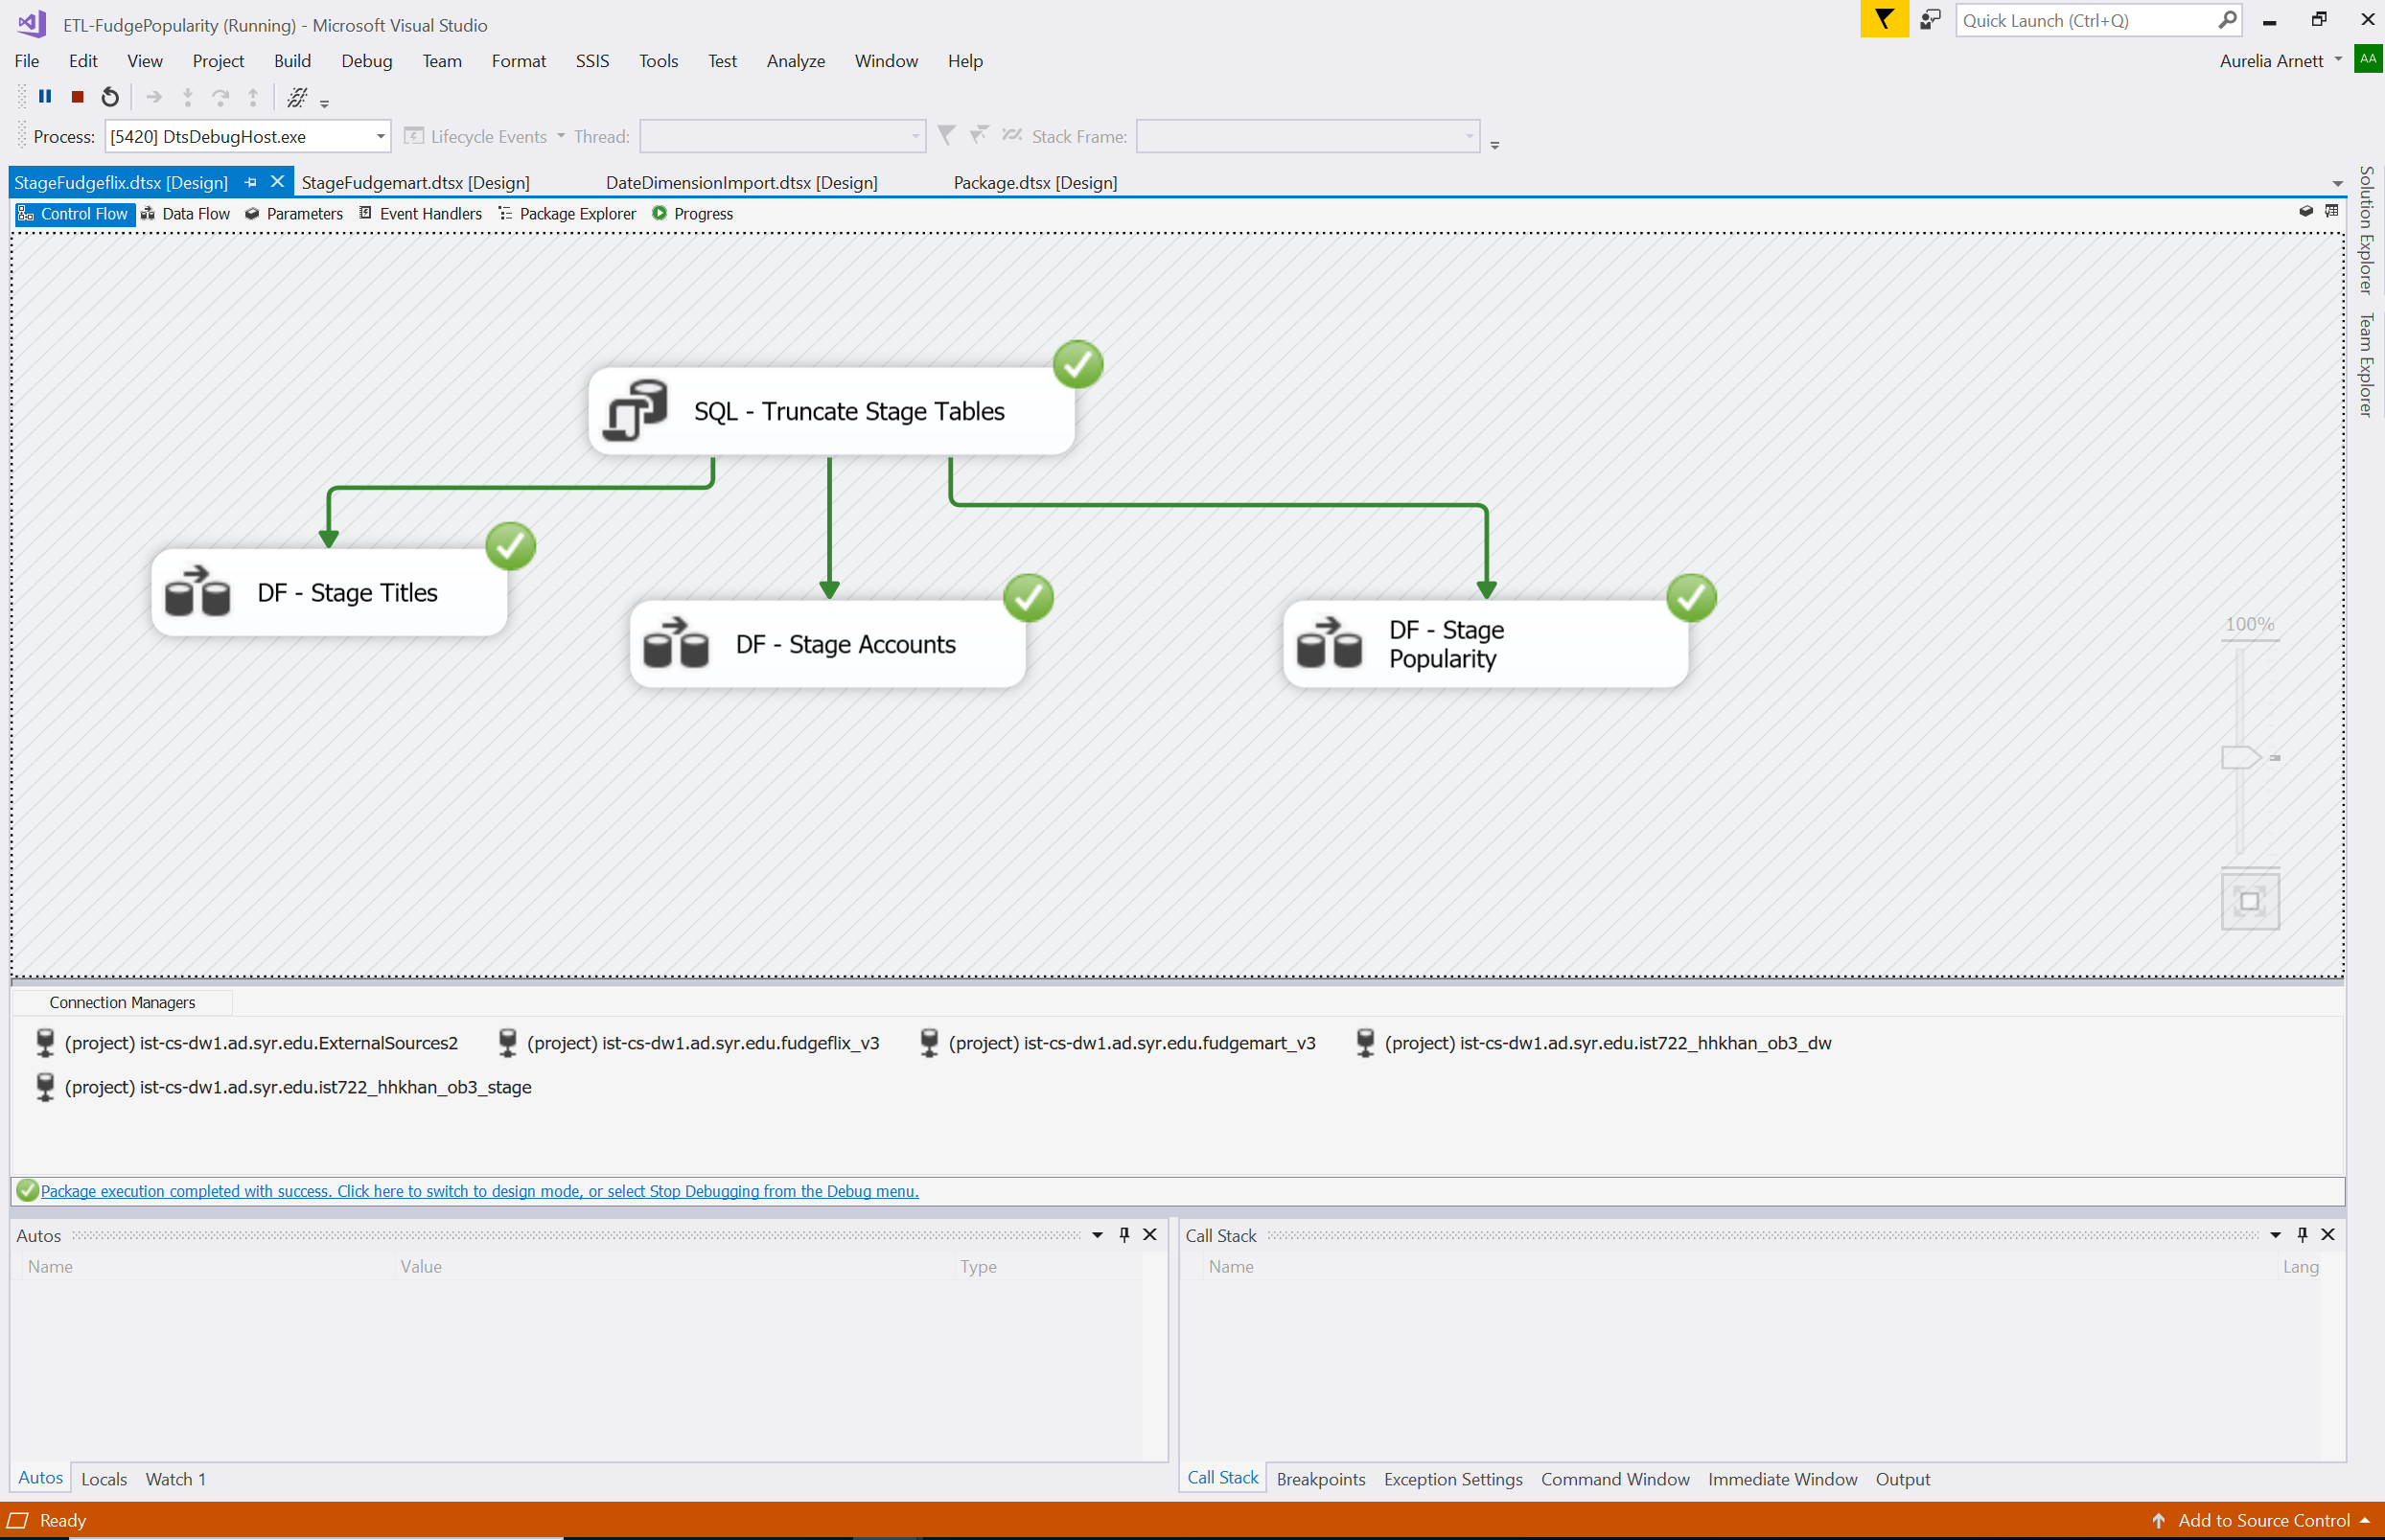 ETL-FudgePopularity (Running) - Microsoft Visual Studio
Quick Launch (Ctrl+Q)
File Edit View Project Build Debug Team Format SSIS Tools Test Analyze Window Help
Aurelia Arnett AA
Process: [5420] DtsDebugHost.exe Lifecycle Events Thread: Stack Frame:
StageFudgeflix.dtsx [Design] StageFudgemart.dtsx [Design] DateDimensionImport.dtsx [Design] Package.dtsx [Design]
Control Flow Data Flow Parameters Event Handlers Package Explorer Progress
Solution Explorer
Team Explorer
SQL - Truncate Stage Tables
DF - Stage Titles
DF - Stage Accounts
DF - Stage
Popularity
100%
Connection Managers
(project) ist-cs-dw1.ad.syr.edu.ExternalSources2 (project) ist-cs-dw1.ad.syr.edu.fudgeflix_v3 (project) ist-cs-dw1.ad.syr.edu.fudgemart_v3 (project) ist-cs-dw1.ad.syr.edu.ist722_hhkhan_ob3_dw
(project) ist-cs-dw1.ad.syr.edu.ist722_hhkhan_ob3_stage
Package execution completed with success. Click here to switch to design mode, or select Stop Debugging from the Debug menu.
Autos
Name Value Type
Call Stack
Name Lang
Autos Locals Watch 1
Call Stack Breakpoints Exception Settings Command Window Immediate Window Output
Ready
Add to Source Control